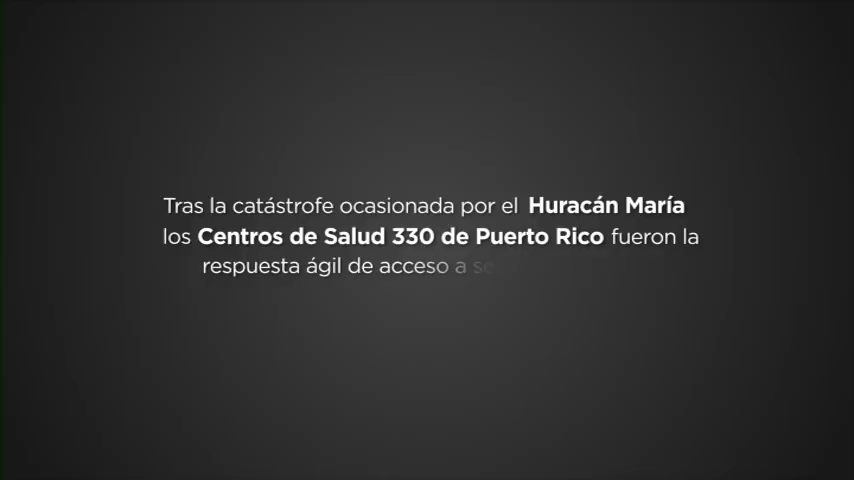 Tras la catástrofe ocasionada por el Huracán María
los Centros de Salud 330 de Puerto Rico fueron la
respuesta ágil de acceso a